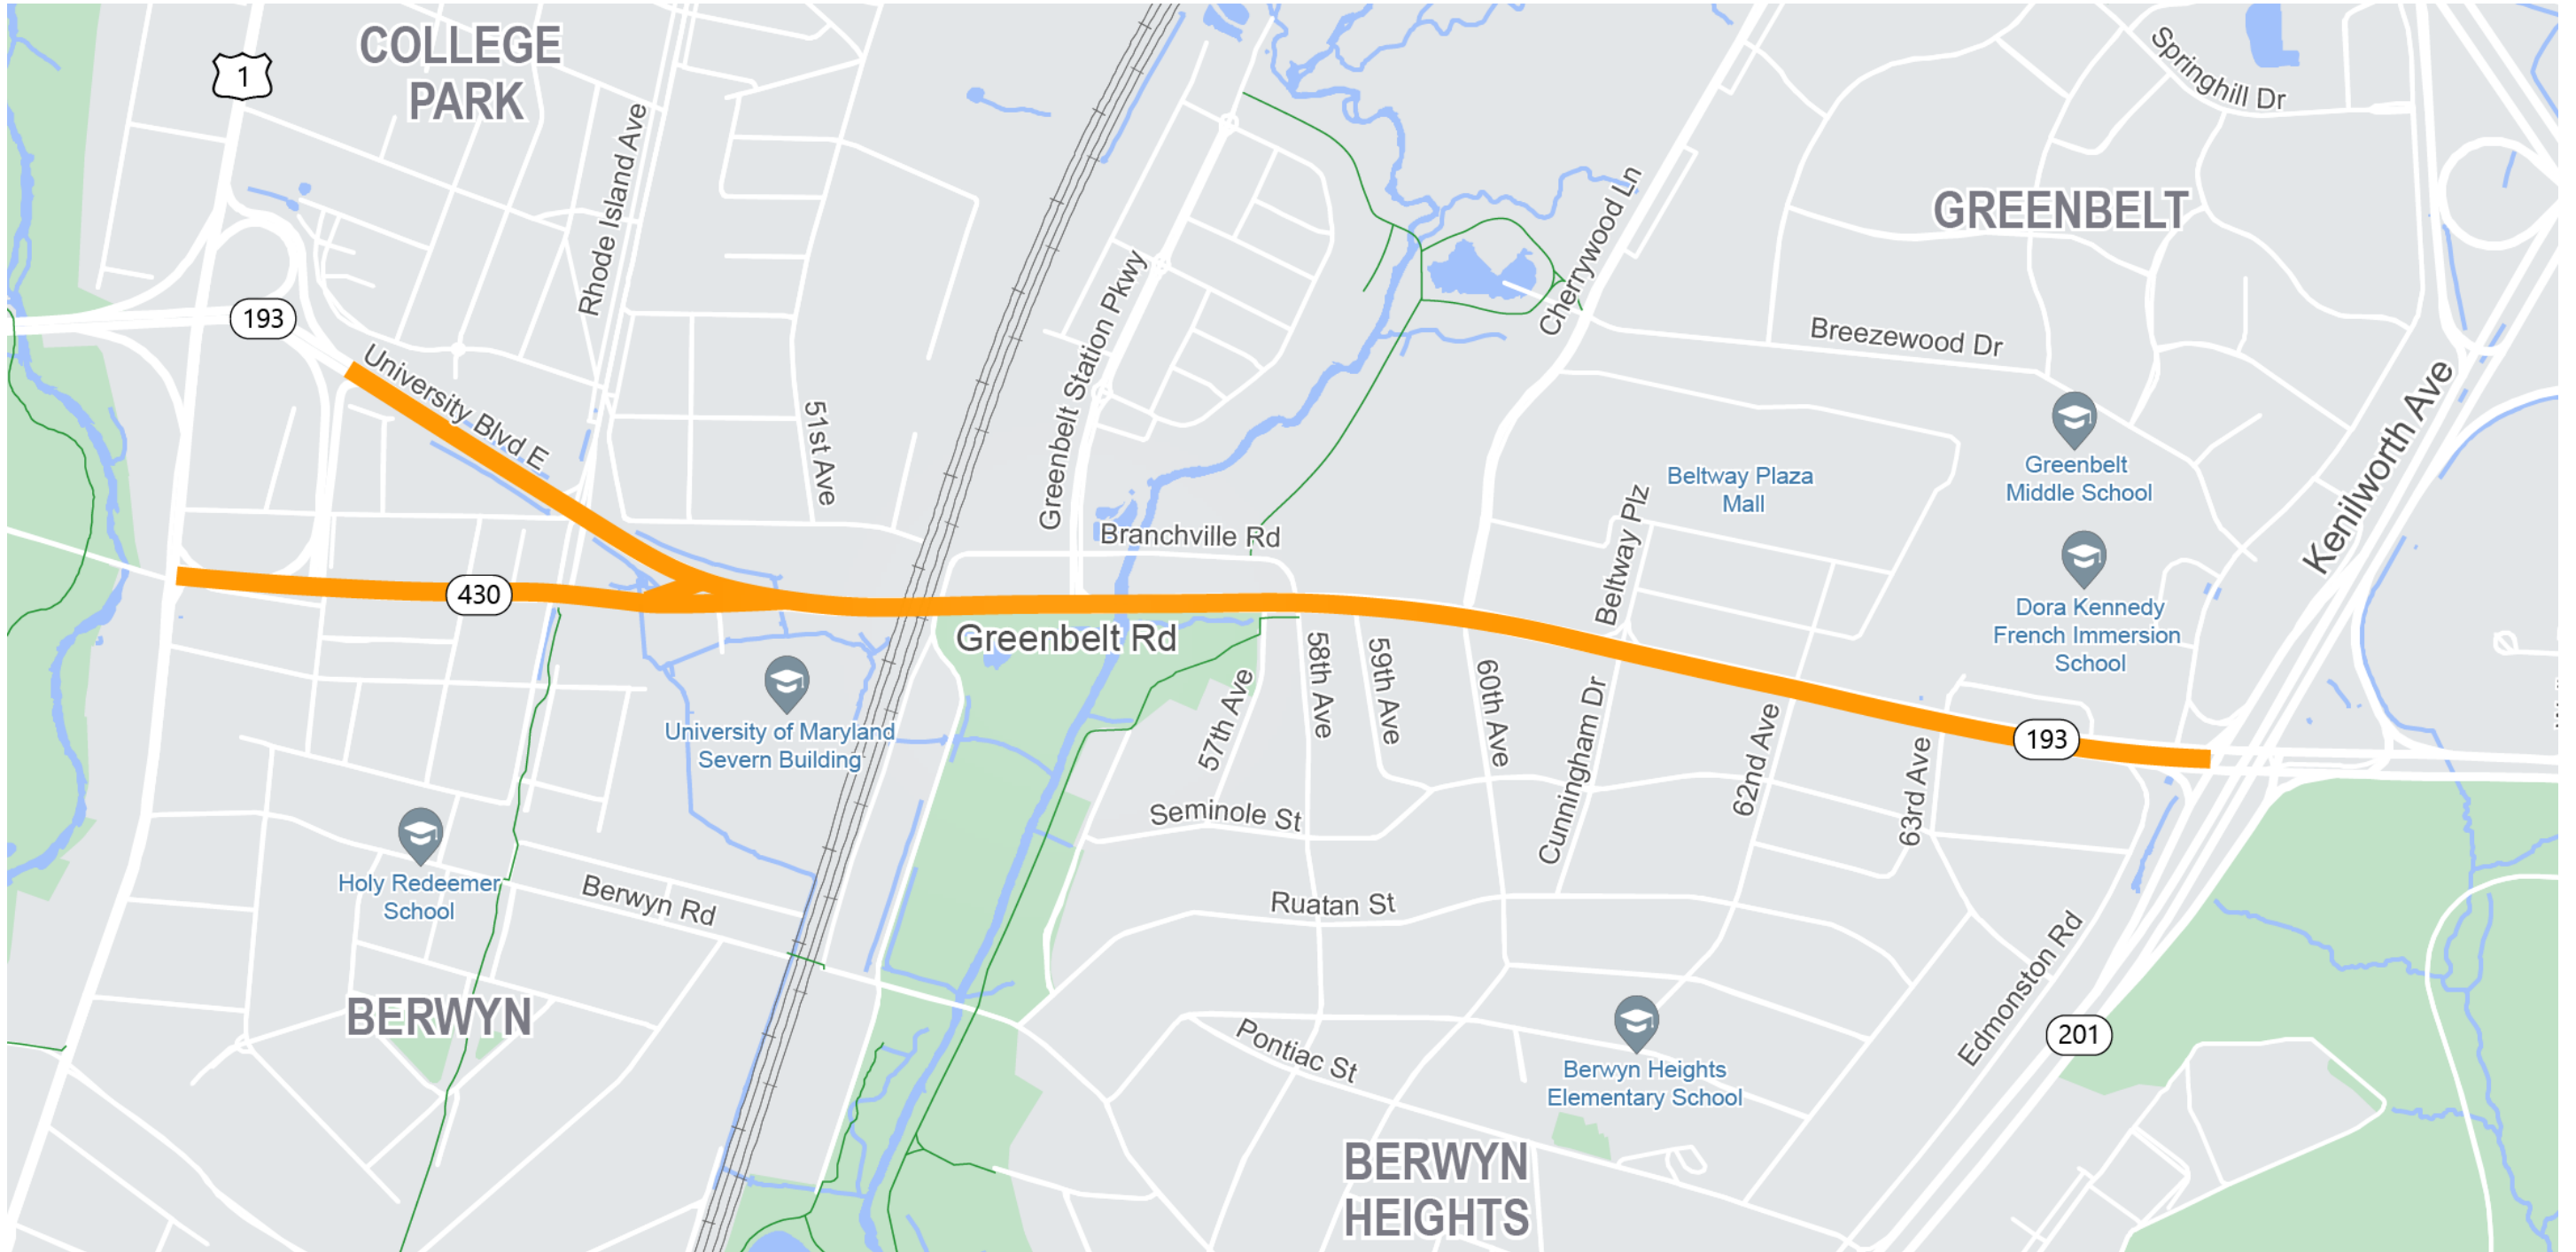 COLLEGE
PARK
1
Springhill Dr
Rhode Island Ave
Cherrywood Ln
GREENBELT
193
University Blvd E
Greenbelt Station Pkwy
Breezewood Dr
51st Ave
Kenilworth Ave
Greenbelt
Middle School
Beltway Plaza
Mall
Beltway Plz
Branchville Rd
430
Dora Kennedy
French Immersion
School
Greenbelt Rd
57th Ave
58th Ave
59th Ave
60th Ave
Cunningham Dr
62nd Ave
63rd Ave
193
University of Maryland
Severn Building
Seminole St
Holy Redeemer
School
Berwyn Rd
Ruatan St
Edmonston Rd
BERWYN
201
Pontiac St
Berwyn Heights
Elementary School
BERWYN
HEIGHTS